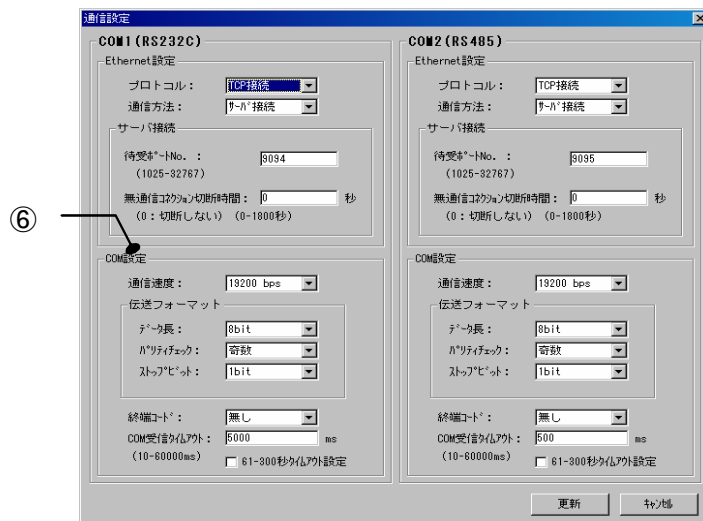 通信設定
COM1(RS232C)
Ethernet設定
プロトコル： TCP接続
通信方法： ｻｰﾊﾞ接続
サーバ接続
待受ﾎﾟｰﾄNo. ： 9094
(1025-32767)
無通信ｺﾈｸｼｮﾝ切断時間： 0 秒
(0：切断しない) (0-1800秒)
COM設定
通信速度： 19200 bps
伝送フォーマット
ﾃﾞｰﾀ長： 8bit
ﾊﾟﾘﾃｨﾁｪｯｸ： 奇数
ｽﾄｯﾌﾟﾋﾞｯﾄ： 1bit
終端ｺｰﾄﾞ： 無し
COM受信ﾀｲﾑｱｳﾄ： 5000 ms
(10-60000ms)
61-300秒ﾀｲﾑｱｳﾄ設定
COM2(RS485)
Ethernet設定
プロトコル： TCP接続
通信方法： ｻｰﾊﾞ接続
サーバ接続
待受ﾎﾟｰﾄNo. ： 9095
(1025-32767)
無通信ｺﾈｸｼｮﾝ切断時間： 0 秒
(0：切断しない) (0-1800秒)
COM設定
通信速度： 19200 bps
伝送フォーマット
ﾃﾞｰﾀ長： 8bit
ﾊﾟﾘﾃｨﾁｪｯｸ： 奇数
ｽﾄｯﾌﾟﾋﾞｯﾄ： 1bit
終端ｺｰﾄﾞ： 無し
COM受信ﾀｲﾑｱｳﾄ： 500 ms
(10-60000ms)
61-300秒ﾀｲﾑｱｳﾄ設定
更新 ｷｬﾝｾﾙ
⑥